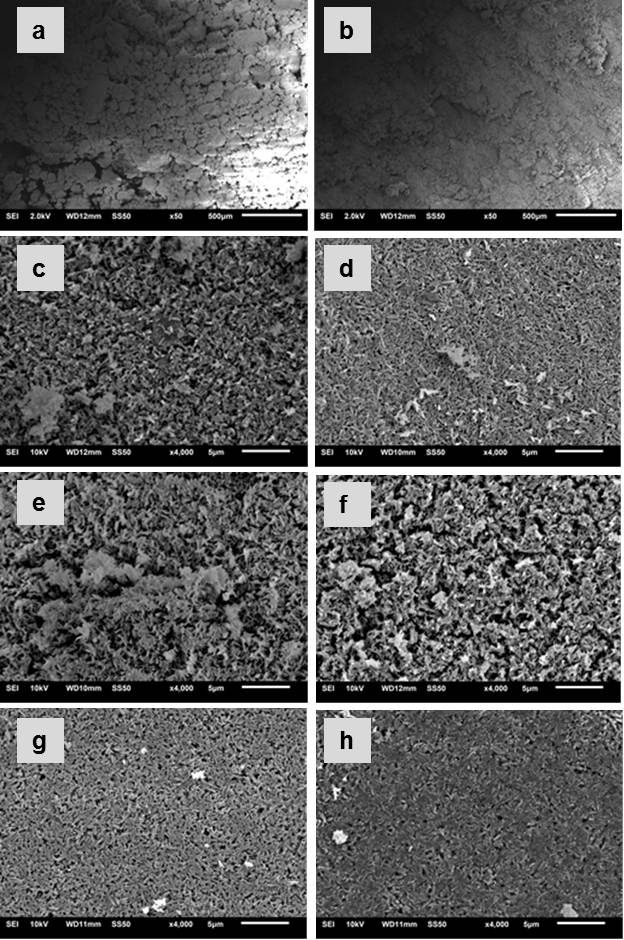 a
SEI 2.0kV WD12mm SS50 x50 500µm
b
SEI 2.0kV WD12mm SS50 x50 500µm
c
SEI 10kV WD12mm SS50 x4,000 5µm
d
SEI 10kV WD10mm SS50 x4,000 5µm
e
SEI 10kV WD10mm SS50 x4,000 5µm
f
SEI 10kV WD12mm SS50 x4,000 5µm
g
SEI 10kV WD11mm SS50 x4,000 5µm
h
SEI 10kV WD11mm SS50 x4,000 5µm